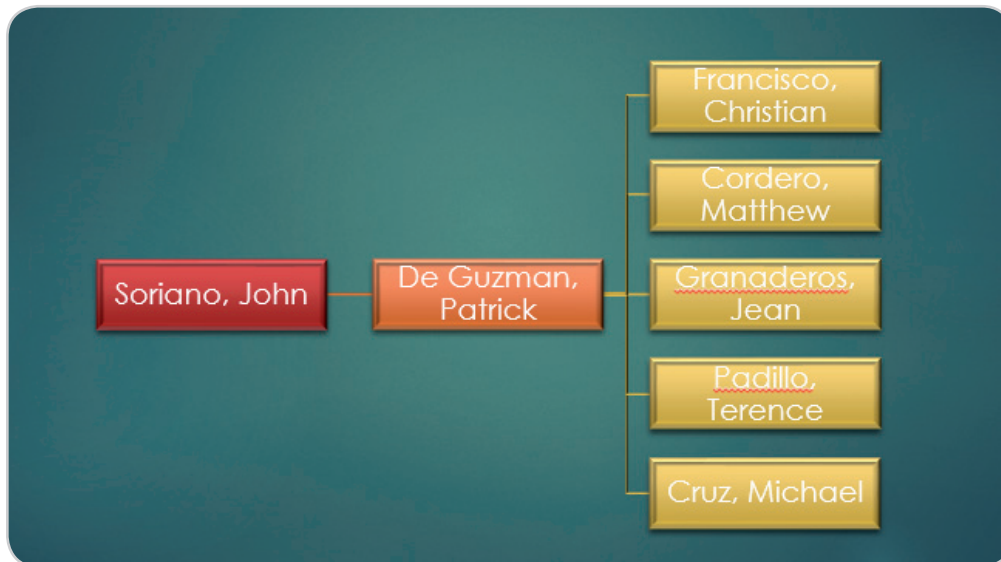 Soriano, John
De Guzman,
Patrick
Francisco,
Christian
Cordero,
Matthew
Granaderos,
Jean
Padillo,
Terence
Cruz, Michael